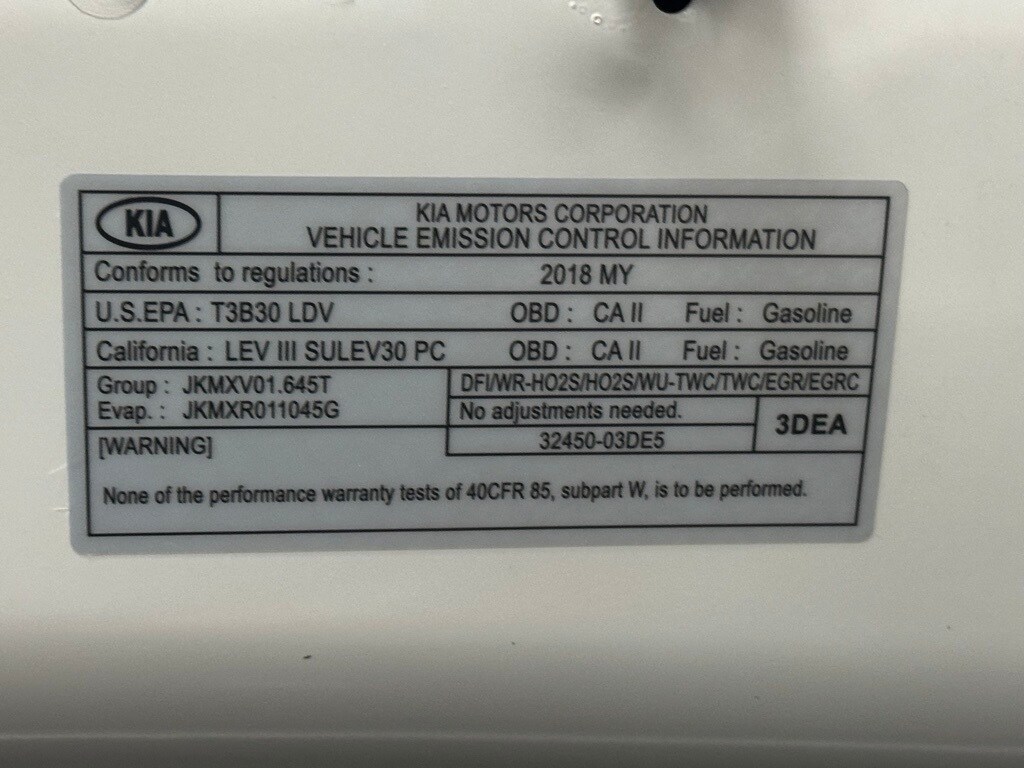 KIA
KIA MOTORS CORPORATION
VEHICLE EMISSION CONTROL INFORMATION
Conforms to regulations : 2018 MY
U.S.EPA : T3B30 LDV OBD : CA II Fuel : Gasoline
California : LEV III SULEV30 PC OBD : CA II Fuel : Gasoline
Group : JKMXV01.645T
Evap. : JKMXR011045G
DFI/WR-HO2S/HO2S/WU-TWC/TWC/EGR/EGRC
No adjustments needed.
32450-03DE5
3DEA
[WARNING]
None of the performance warranty tests of 40CFR 85, subpart W, is to be performed.